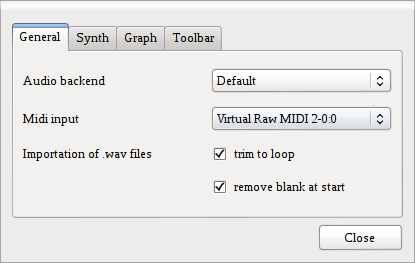 General Synth Graph Toolbar
Audio backend Default
Midi input Virtual Raw MIDI 2-0:0
Importation of .wav files trim to loop
remove blank at start
Close